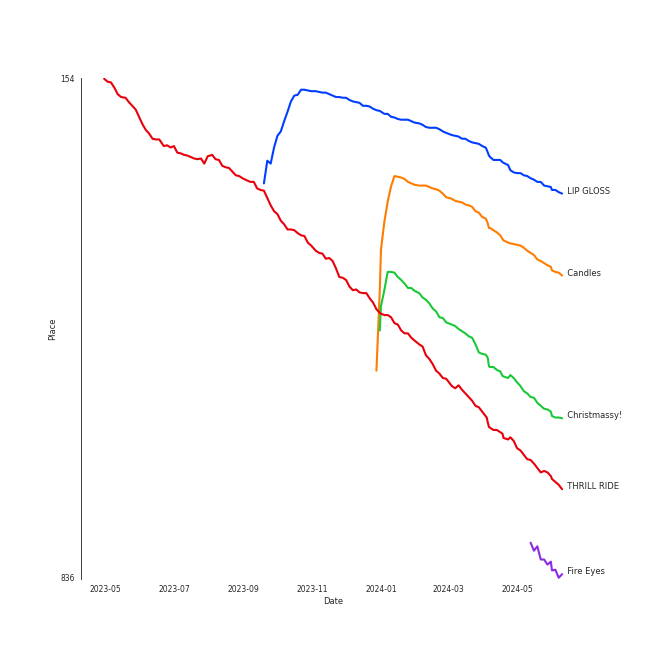 154
LIP GLOSS
Candles
Place
Christmassy!
THRILL RIDE
Fire Eyes
836
2023-05 2023-07 2023-09 2023-11 2024-01 2024-03 2024-05
Date